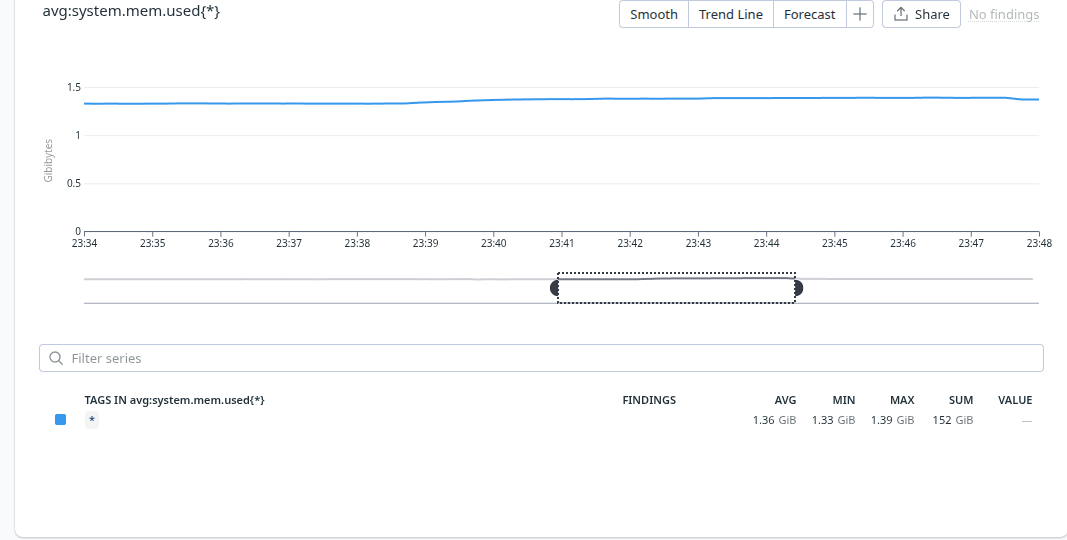 avg:system.mem.used{*}
Smooth Trend Line Forecast + Share No findings
1.5
1
0.5
0
Gibibytes
23:34 23:35 23:36 23:37 23:38 23:39 23:40 23:41 23:42 23:43 23:44 23:45 23:46 23:47 23:48
Filter series
TAGS IN avg:system.mem.used{*} FINDINGS AVG MIN MAX SUM VALUE
* 1.36 GiB 1.33 GiB 1.39 GiB 152 GiB —